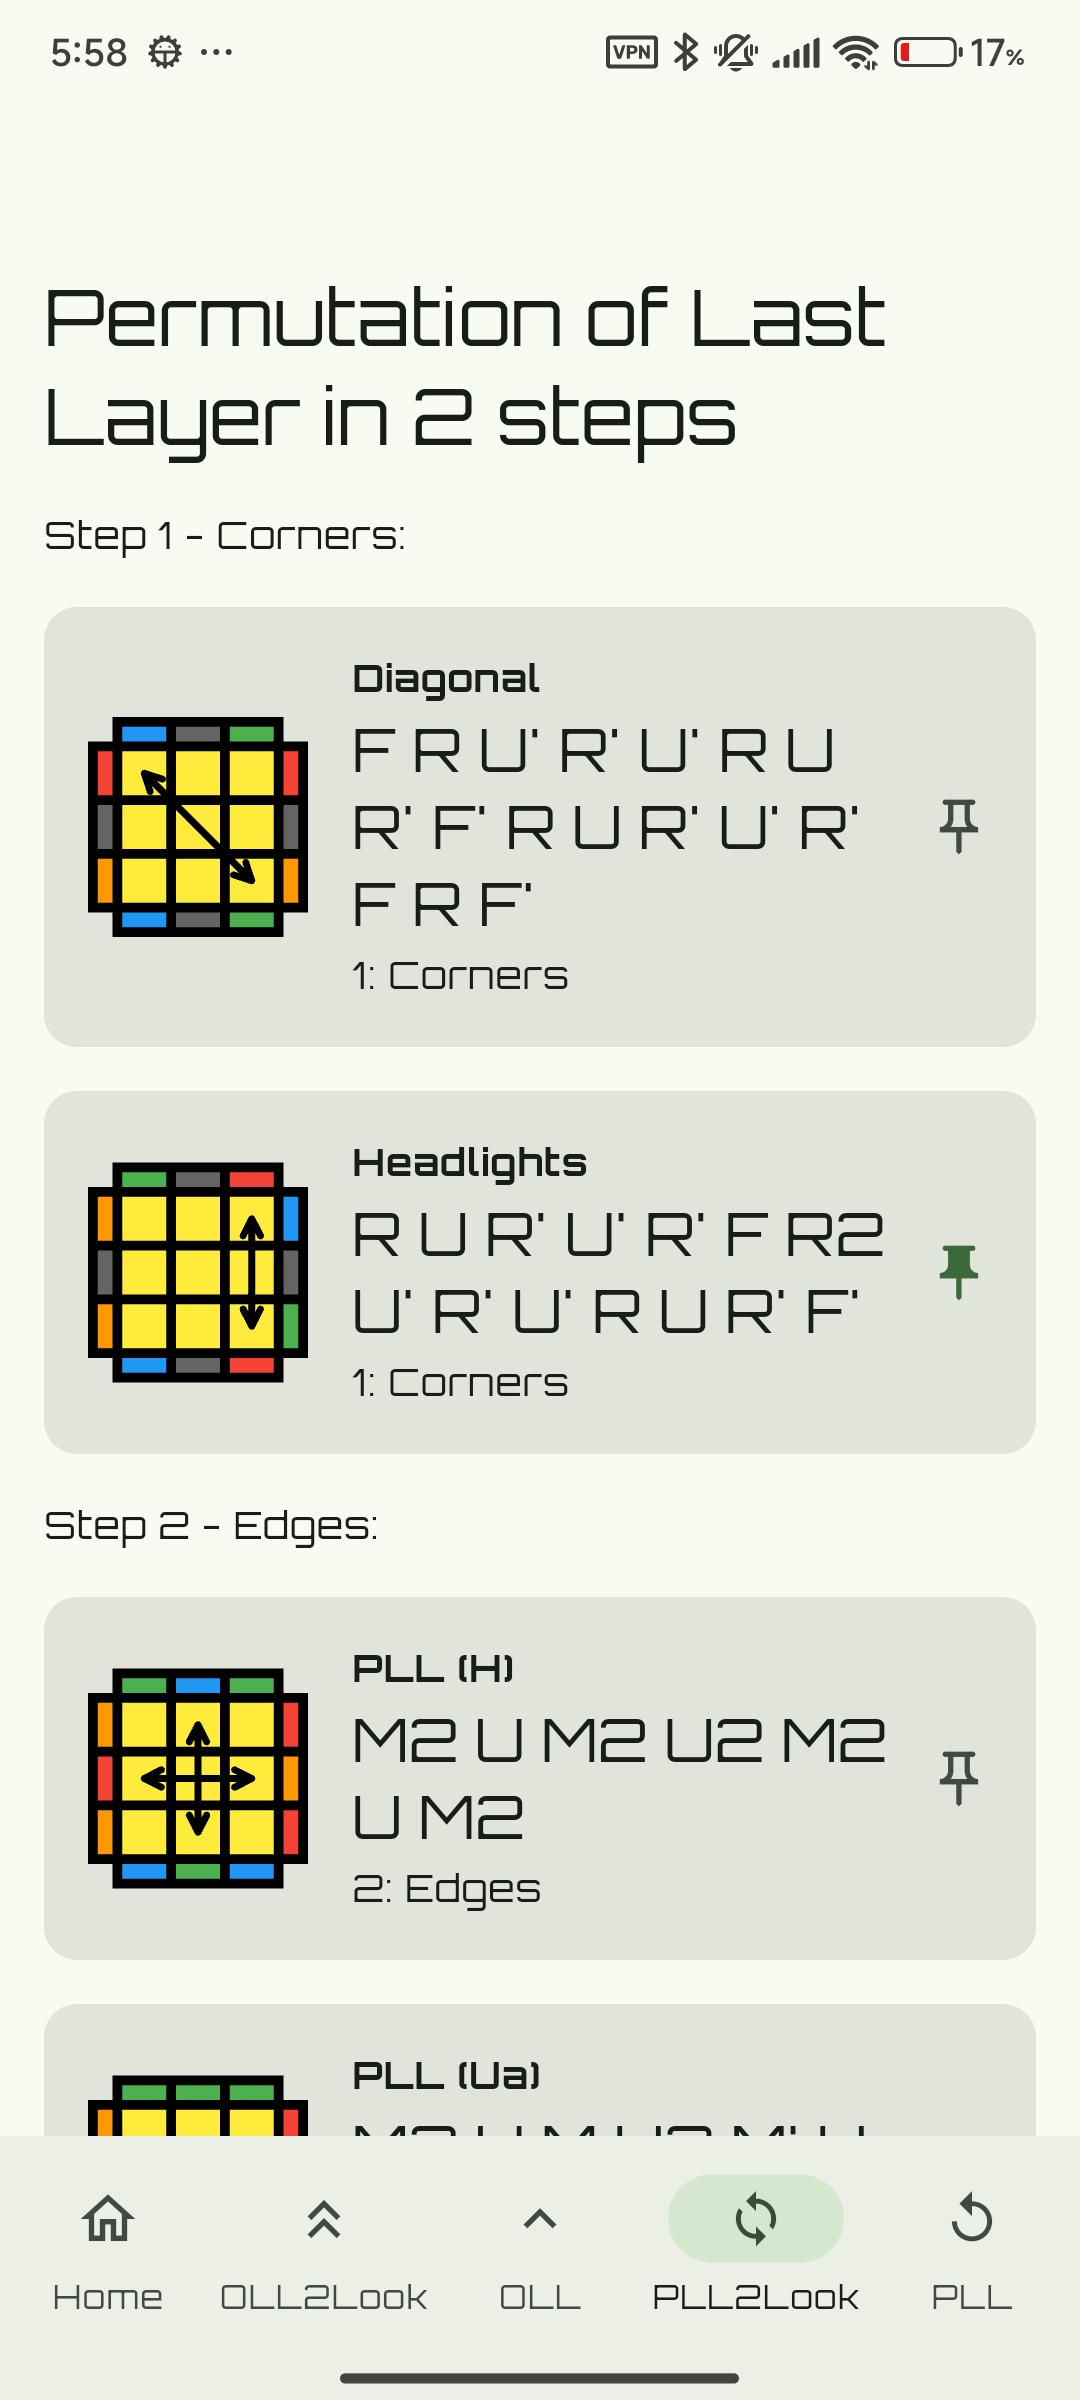 5:58
VPN
17%
Permutation of Last
Layer in 2 steps
Step 1 - Corners:
Diagonal
F R U' R' U' R U
R' F' R U R' U' R'
F R F'
1: Corners
Headlights
R U R' U' R' F R2
U' R' U' R U R' F'
1: Corners
Step 2 - Edges:
PLL (H)
M2 U M2 U2 M2
U M2
2: Edges
PLL (Ua)
M2 U M U2 M' U
Home
OLL2Look
OLL
PLL2Look
PLL